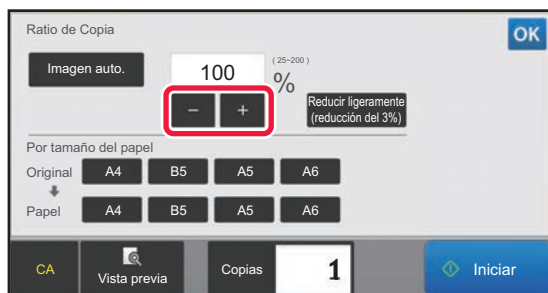 Ratio de Copia
OK
Imagen auto.
100
(25~200)
%
- +
Reducir ligeramente
(reducción del 3%)
Por tamaño del papel
Original A4 B5 A5 A6
Papel A4 B5 A5 A6
CA
Vista previa
Copias
1
Iniciar